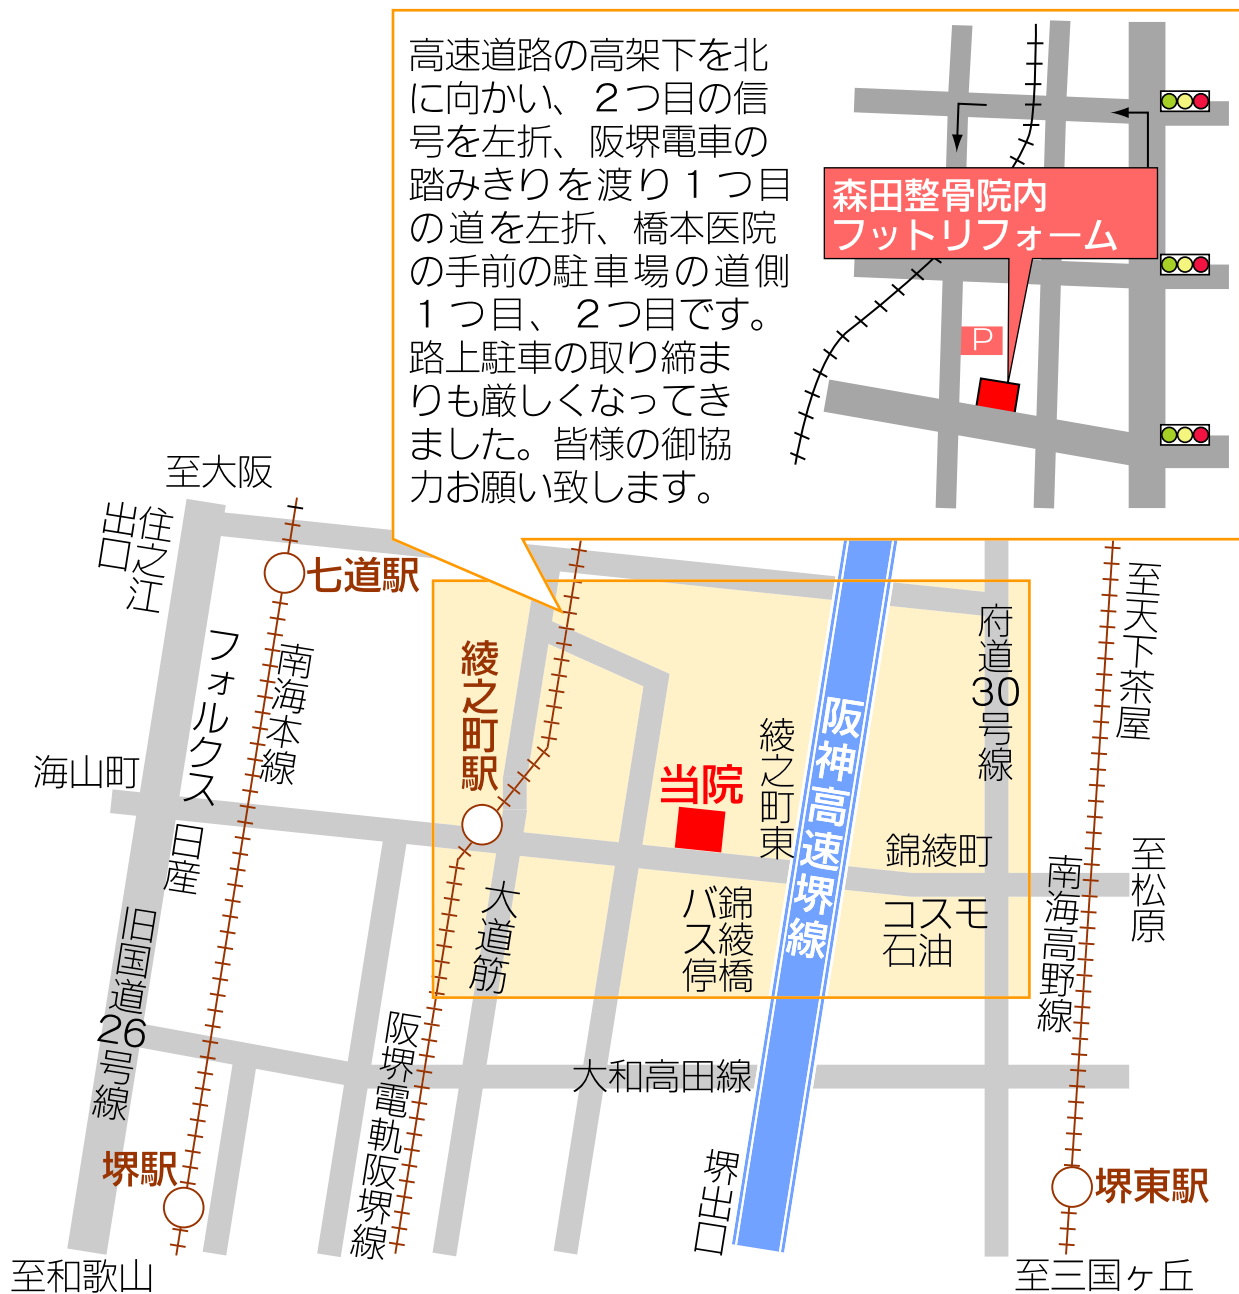 高速道路の高架下を北
に向かい、２つ目の信
号を左折、阪堺電車の
踏みきりを渡り１つ目
の道を左折、橋本医院
の手前の駐車場の道側
１つ目、２つ目です。
路上駐車の取り締ま
りも厳しくなってき
ました。皆様の御協
力お願い致します。
森田整骨院内
フットリフォーム
P
至大阪
住之江
出口
七道駅
フォルクス
南海本線
綾之町駅
海山町
日産
当院
綾之町東
阪神高速堺線
府道30号線
至天下茶屋
錦綾町
至松原
コスモ
石油
南海高野線
錦綾橋
バス停
大道筋
旧国道26号線
阪堺電軌阪堺線
大和高田線
堺駅
堺出口
堺東駅
至和歌山
至三国ヶ丘